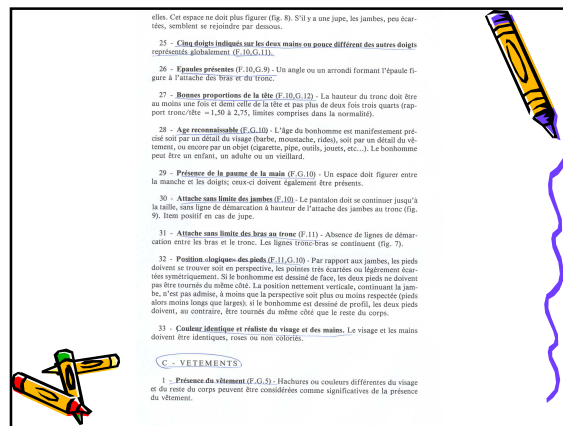 elles. Cet espace ne doit plus figurer (fig. 8). S'il y a une jupe, les jambes, peu écar-
tées, semblent se rejoindre par dessous.
25 - Cinq doigts indiqués sur les deux mains ou pouce différent des autres doigts
représentés globalement (F.10,G.11).
26 - Epaules présentes (F.10,G.9) - Un angle ou un arrondi formant l'épaule fi-
gure à l'attache des bras et du tronc.
27 - Bonnes proportions de la tête (F.10,G.12) - La hauteur du tronc doit être
au moins une fois et demi celle de la tête et pas plus de deux fois trois quarts (rap-
port tronc/tête = 1,50 à 2,75, limites comprises dans la normalité).
28 - Age reconnaissable (F.G.10) - L'âge du bonhomme est manifestement pré-
cisé soit par un détail du visage (barbe, moustache, rides), soit par un détail du vê-
tement, ou encore par un objet (cigarette, pipe, outils, jouets, etc...). Le bonhomme
peut être un enfant, un aduhe ou un vieillard.
29 - Présence de la paume de la main (F.G.10) - Un espace doit figurer entre
la manche et les doigts; ceux-ci doivent également être présents.
30 - Attache sans limite des jambes (F.10) - Le pantalon doit se continuer jusqu'à
la taille, sans ligne de démarcation à hauteur de l'attache des jambes au tronc (fig.
9). Item positif en cas de jupe.
31 - Attache sans limite des bras au tronc (F.11) - Absence de lignes de démar-
cation entre les bras et le tronc. Les lignes tronc-bras se continuent (fig. 7).
32 - Position «logique» des pieds (F.11,G.10) - Par rapport aux jambes, les pieds
doivent se trouver soit en perspective, les pointes très écartées ou légèrement écar-
tées symétriquement. Si le bonhomme est dessiné de face, les deux pieds ne doivent
pas être tournés du même côté. La position nettement verticale, continuant la jam-
be, n'est pas admise, à moins que la perspective soit plus ou moins respectée (pieds
alors moins longs que larges); si le bonhomme est dessiné de profil, les deux pieds
doivent, au contraire, être tournés du même côté que le reste du corps.
33 - Couleur identique et réaliste du visage et des mains. Le visage et les mains
doivent être identiques, roses ou non coloriés.
C - VETEMENTS
1 - Présence du vêtement (F.G.5) - Hachures ou couleurs différentes du visage
et du reste du corps peuvent être considérées comme significatives de la présence
du vêtement.